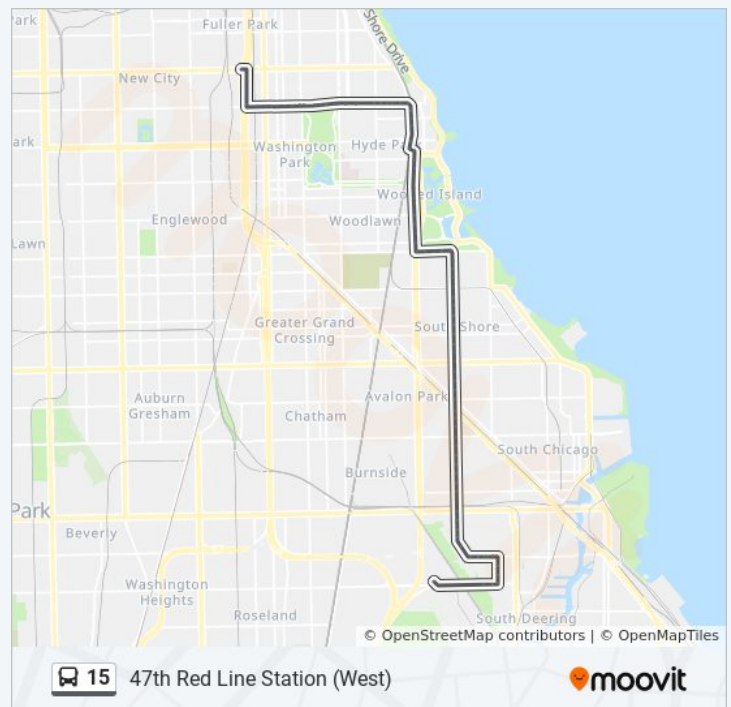 Park
Fuller Park
Shore Drive
New City
ark
Washington
Park
Hyde Park
Wooded Island
Englewood
Woodlawn
Lawn
Greater Grand
Crossing
South Shore
Auburn
Gresham
Avalon Park
Chatham
South Chicago
Burnside
Park
Beverly
Washington
Heights
Roseland
South Deering
© OpenStreetMap contributors | © OpenMapTiles
15 47th Red Line Station (West)
moovit